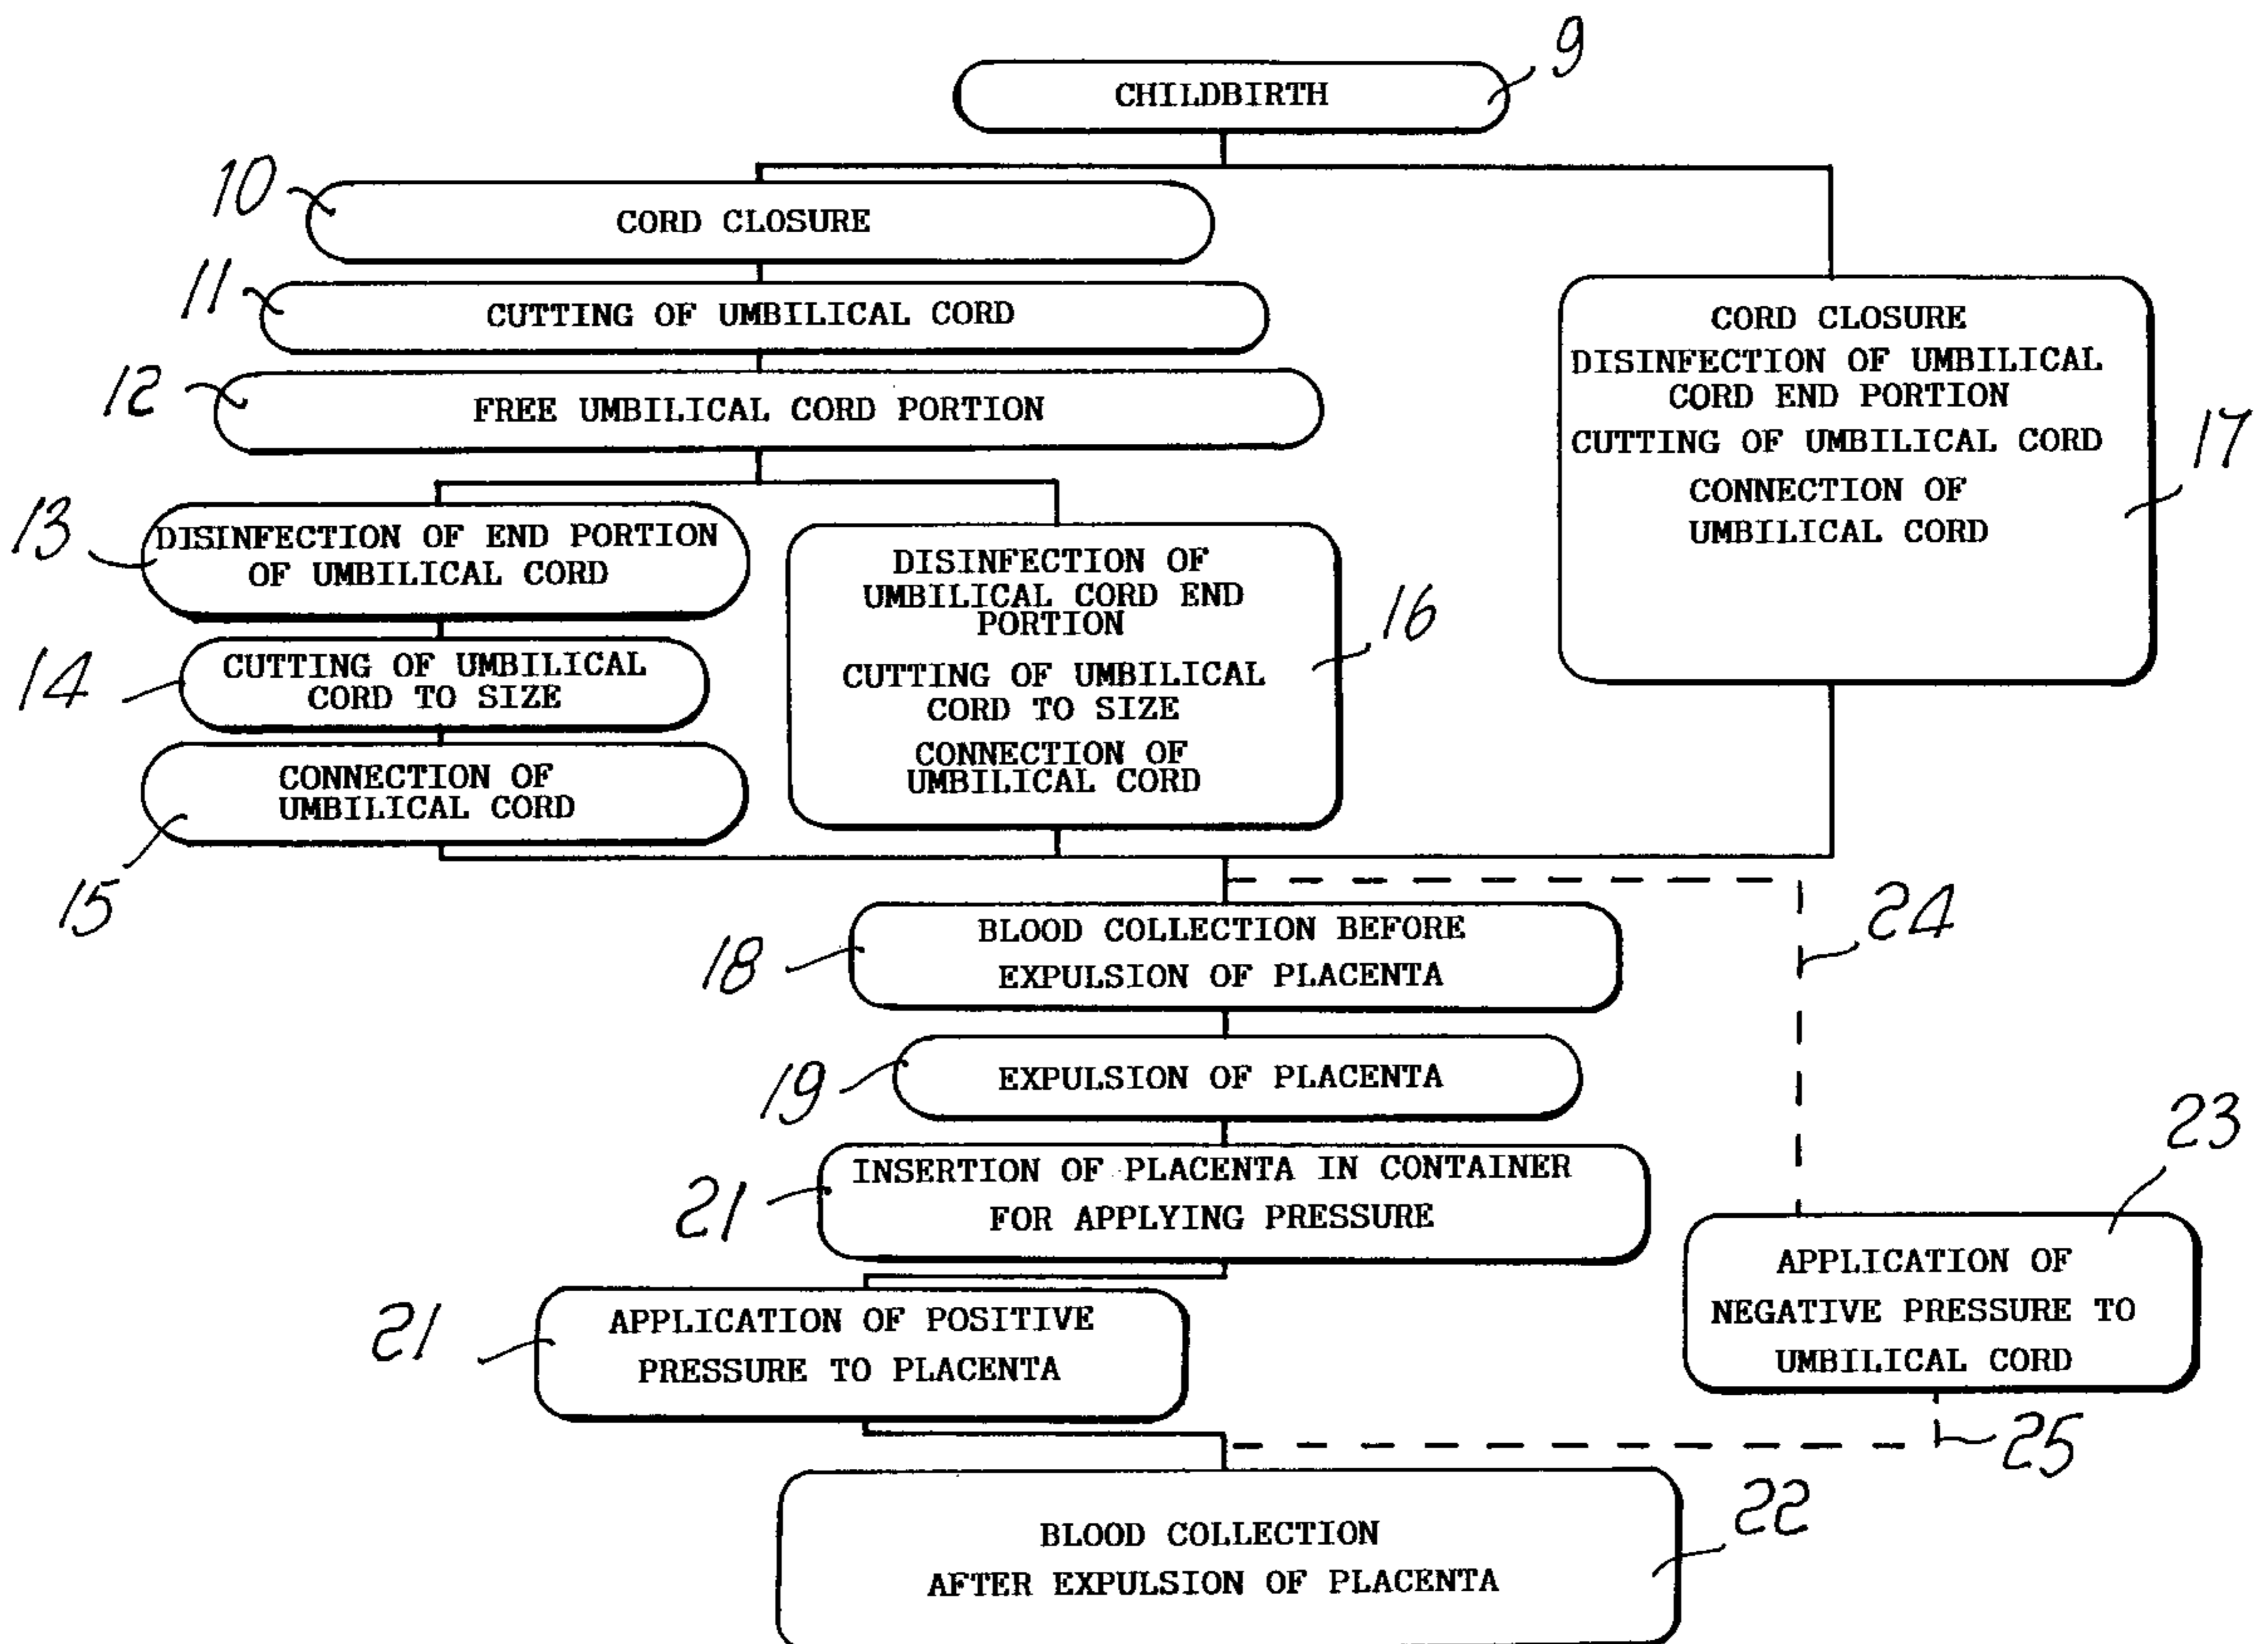 9
CHILDBIRTH
10
CORD CLOSURE
11
CUTTING OF UMBILICAL CORD
12
FREE UMBILICAL CORD PORTION
13
DISINFECTION OF END PORTION
OF UMBILICAL CORD
14
CUTTING OF UMBILICAL
CORD TO SIZE
15
CONNECTION OF
UMBILICAL CORD
16
DISINFECTION OF
UMBILICAL CORD END
PORTION
CUTTING OF UMBILICAL
CORD TO SIZE
CONNECTION OF
UMBILICAL CORD
17
CORD CLOSURE
DISINFECTION OF UMBILICAL
CORD END PORTION
CUTTING OF UMBILICAL CORD
CONNECTION OF
UMBILICAL CORD
18
BLOOD COLLECTION BEFORE
EXPULSION OF PLACENTA
24
19
EXPULSION OF PLACENTA
21
INSERTION OF PLACENTA IN CONTAINER
FOR APPLYING PRESSURE
23
APPLICATION OF
NEGATIVE PRESSURE TO
UMBILICAL CORD
21
APPLICATION OF POSITIVE
PRESSURE TO PLACENTA
25
22
BLOOD COLLECTION
AFTER EXPULSION OF PLACENTA